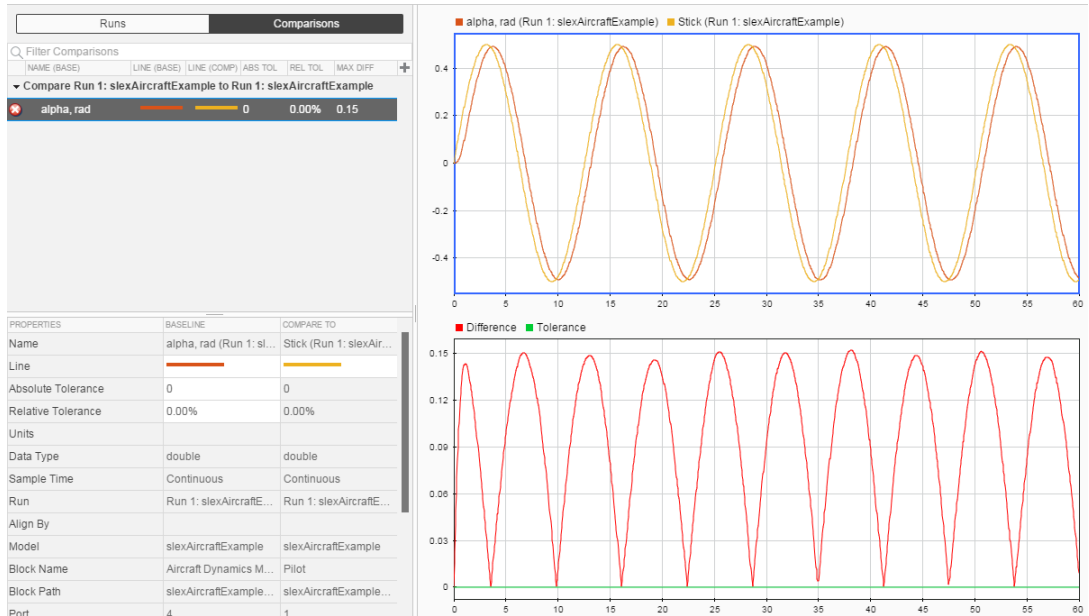 Runs Comparisons
Filter Comparisons
NAME (BASE) LINE (BASE) LINE (COMP) ABS TOL REL TOL MAX DIFF
Compare Run 1: slexAircraftExample to Run 1: slexAircraftExample
alpha, rad 0 0.00% 0.15
PROPERTIES BASELINE COMPARE TO
Name alpha, rad (Run 1: sl... Stick (Run 1: slexAir...
Line
Absolute Tolerance 0 0
Relative Tolerance 0.00% 0.00%
Units
Data Type double double
Sample Time Continuous Continuous
Run Run 1: slexAircraftE... Run 1: slexAircraftE...
Align By
Model slexAircraftExample slexAircraftExample
Block Name Aircraft Dynamics M... Pilot
Block Path slexAircraftExample... slexAircraftExample...
Port 4 1
alpha, rad (Run 1: slexAircraftExample) Stick (Run 1: slexAircraftExample)
0.4
0.2
0
-0.2
-0.4
0 5 10 15 20 25 30 35 40 45 50 55 60
Difference Tolerance
0.15
0.12
0.09
0.06
0.03
0
0 5 10 15 20 25 30 35 40 45 50 55 60